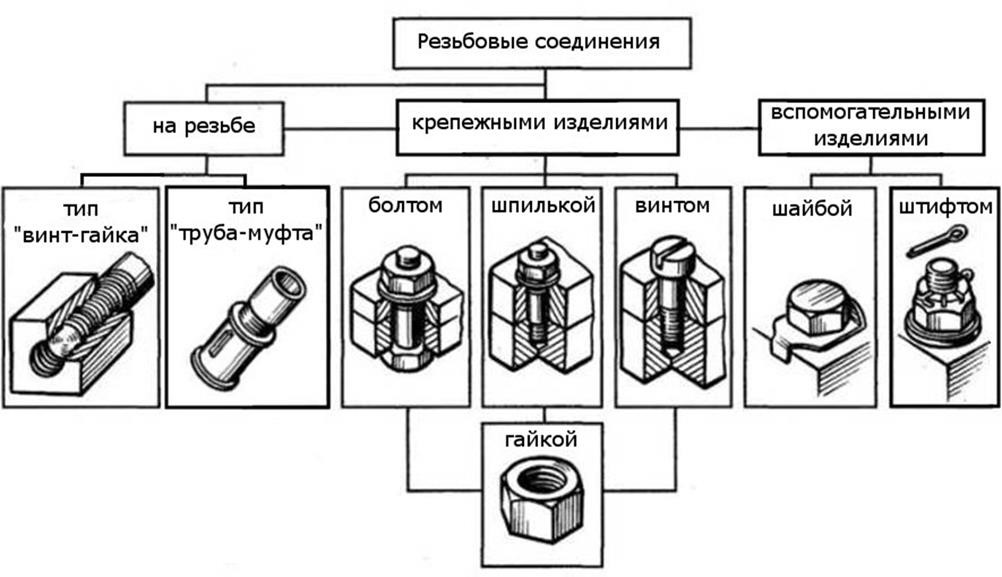 Резьбовые соединения
на резьбе
крепежными изделиями
вспомогательными
изделиями
тип
"винт-гайка"
тип
"труба-муфта"
болтом
шпилькой
винтом
шайбой
штифтом
гайкой